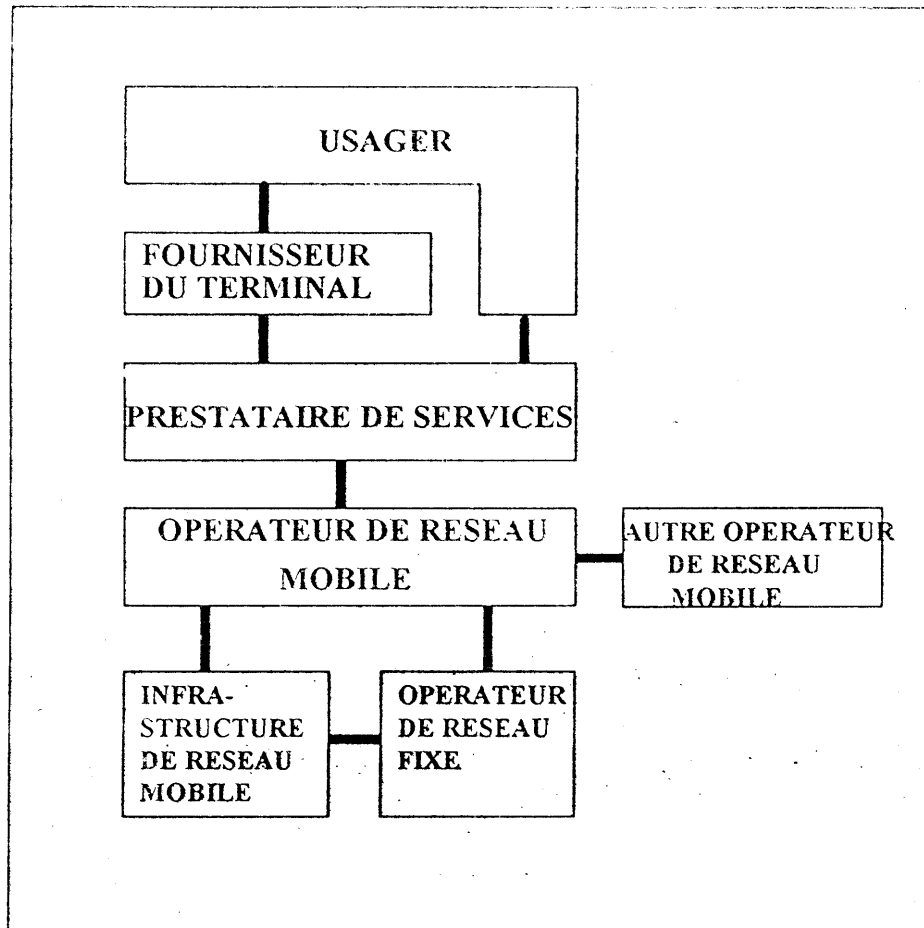 USAGER
FOURNISSEUR
DU TERMINAL
PRESTATAIRE DE SERVICES
OPERATEUR DE RESEAU
MOBILE
AUTRE OPERATEUR
DE RESEAU
MOBILE
INFRA-
STRUCTURE
DE RESEAU
MOBILE
OPERATEUR
DE RESEAU
FIXE